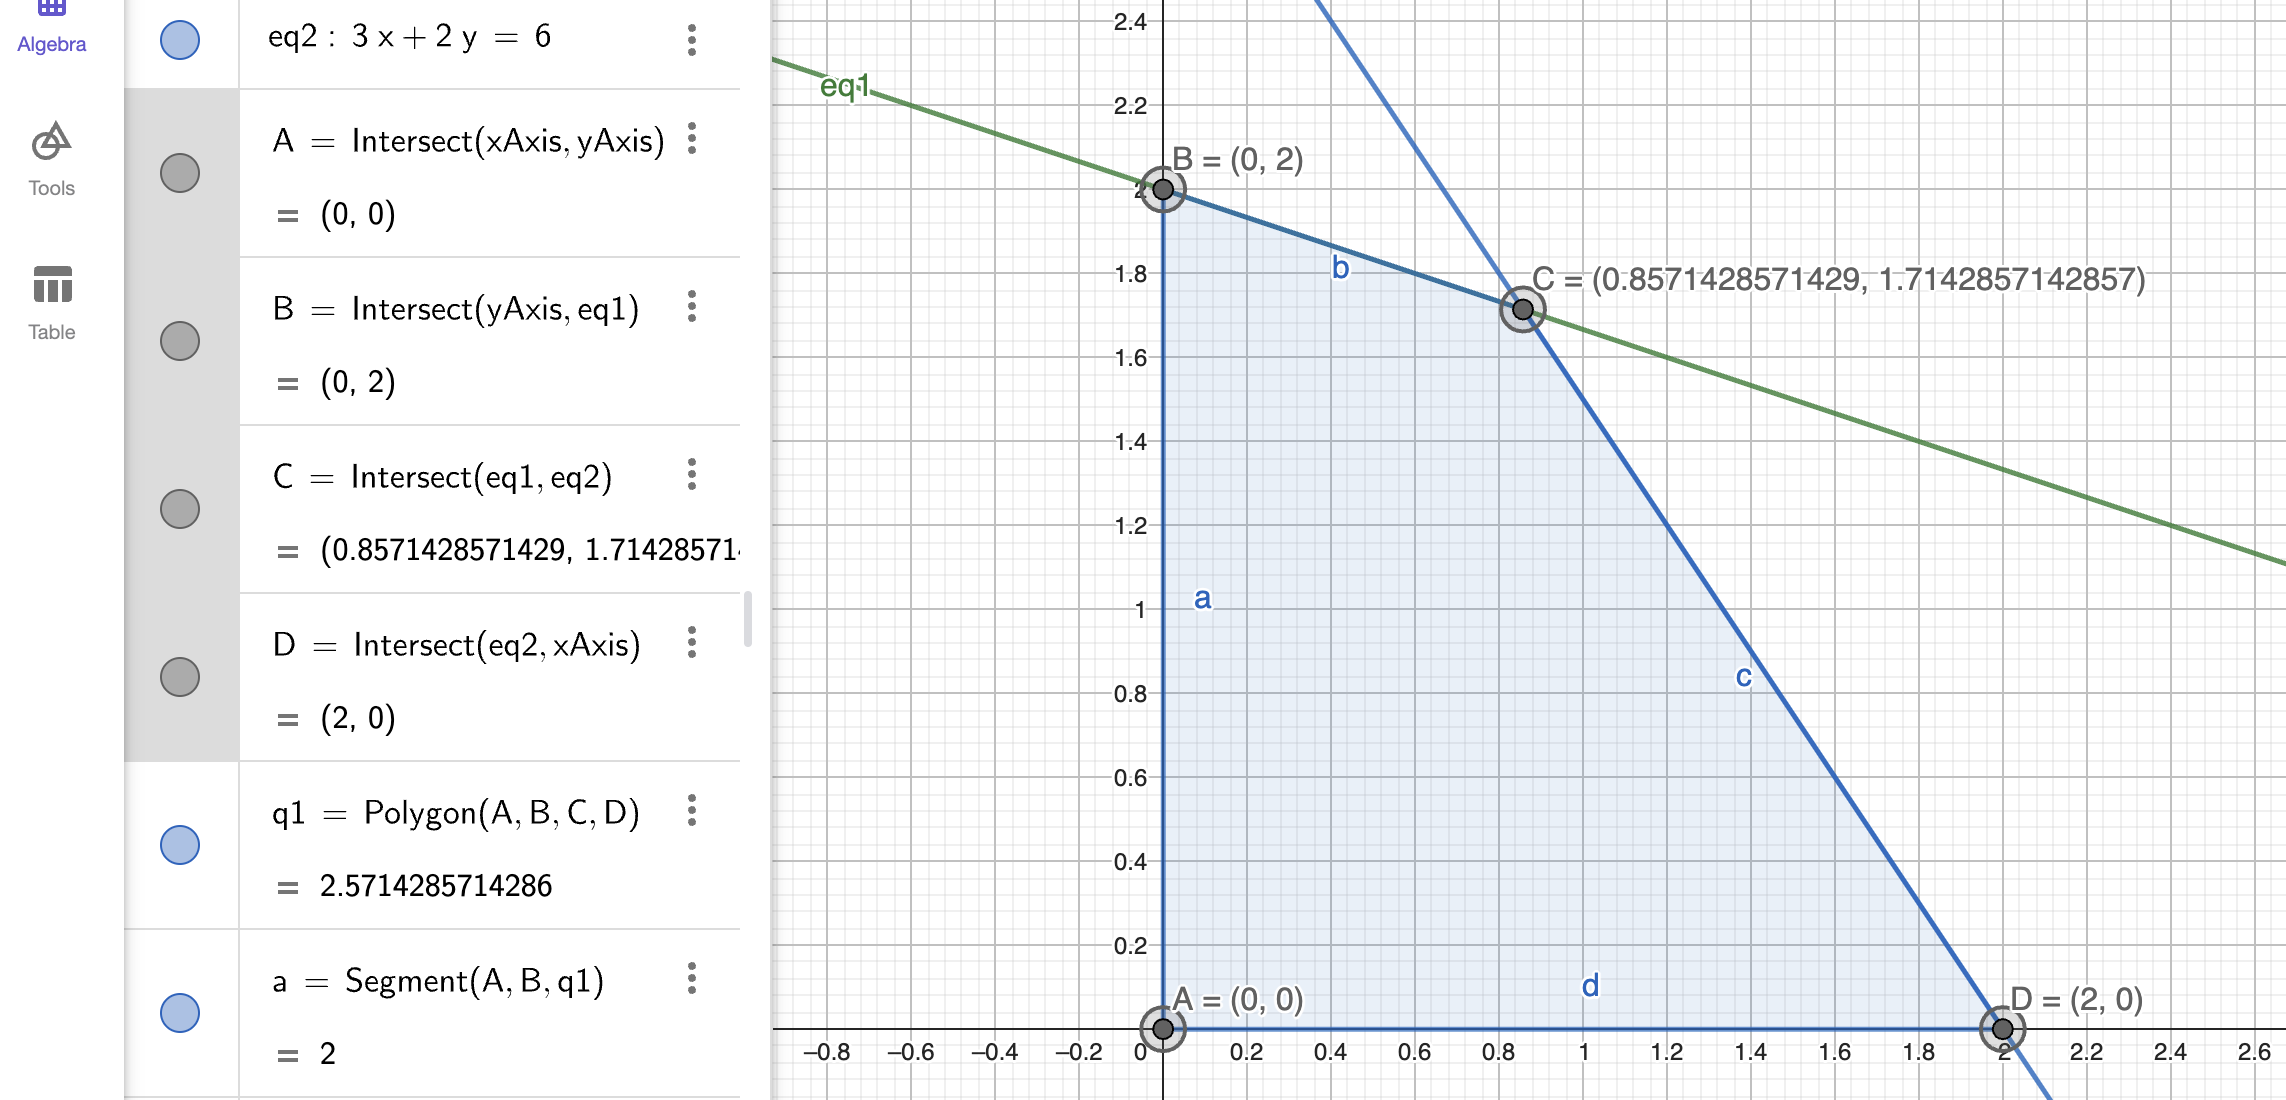 Algebra
Tools
Table
eq2 : 3 x + 2 y = 6
A = Intersect(xAxis, yAxis)
= (0, 0)
B = Intersect(yAxis, eq1)
= (0, 2)
C = Intersect(eq1, eq2)
= (0.8571428571429, 1.714285714
D = Intersect(eq2, xAxis)
= (2, 0)
q1 = Polygon(A, B, C, D)
= 2.5714285714286
a = Segment(A, B, q1)
= 2
eq1
B = (0, 2)
C = (0.8571428571429, 1.7142857142857)
b
a
c
d
A = (0, 0)
D = (2, 0)
2.4
2.2
2
1.8
1.6
1.4
1.2
1
0.8
0.6
0.4
0.2
–0.8 –0.6 –0.4 –0.2 0 0.2 0.4 0.6 0.8 1 1.2 1.4 1.6 1.8 2 2.2 2.4 2.6